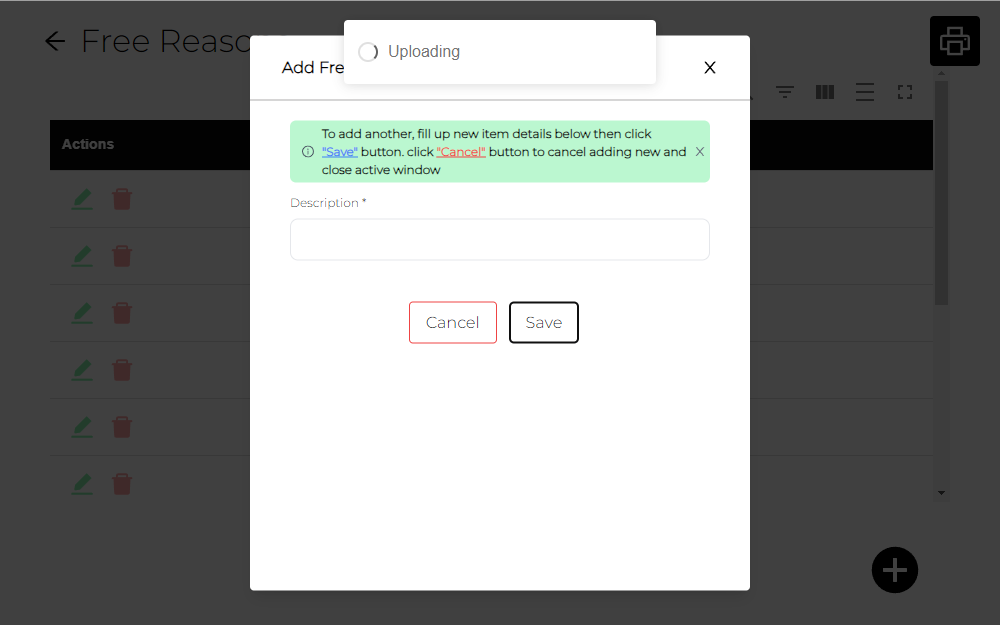 Free Reaso
Uploading
Add Fre
X
Actions
To add another, fill up new item details below then click
"Save" button. click "Cancel" button to cancel adding new and
close active window
Description *
Cancel
Save